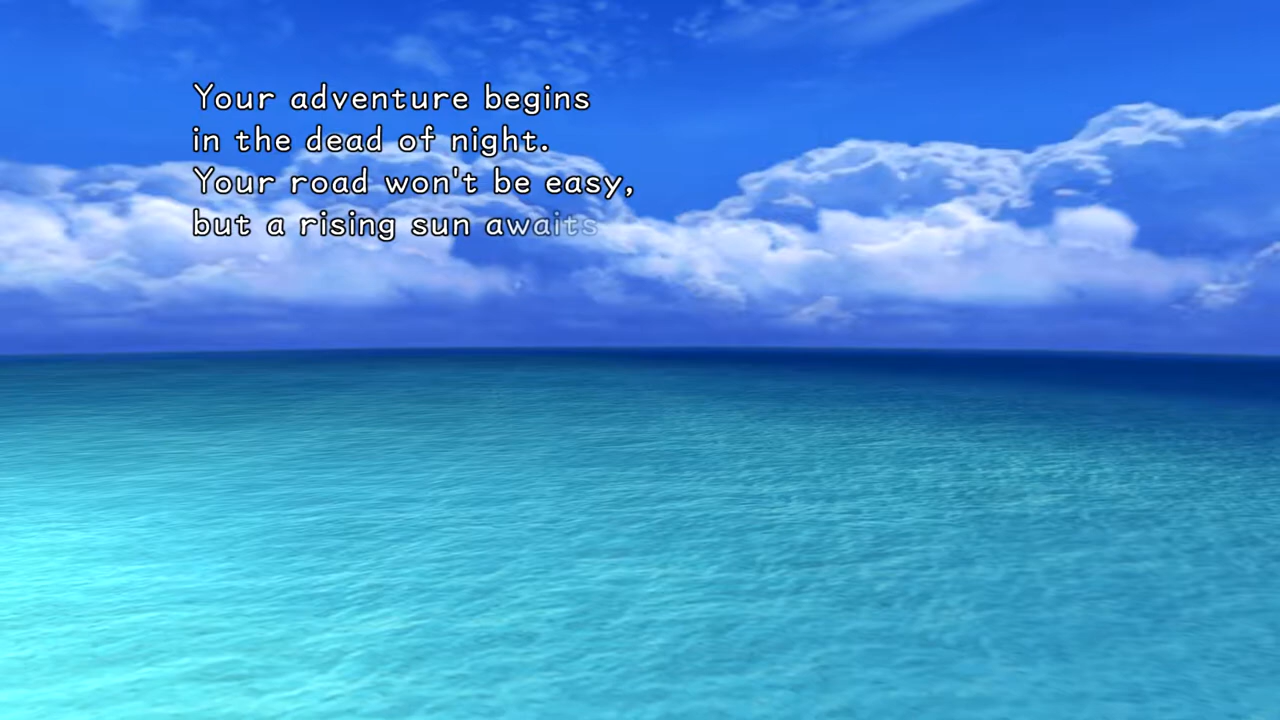 Your adventure begins
in the dead of night.
Your road won't be easy,
but a rising sun awaits